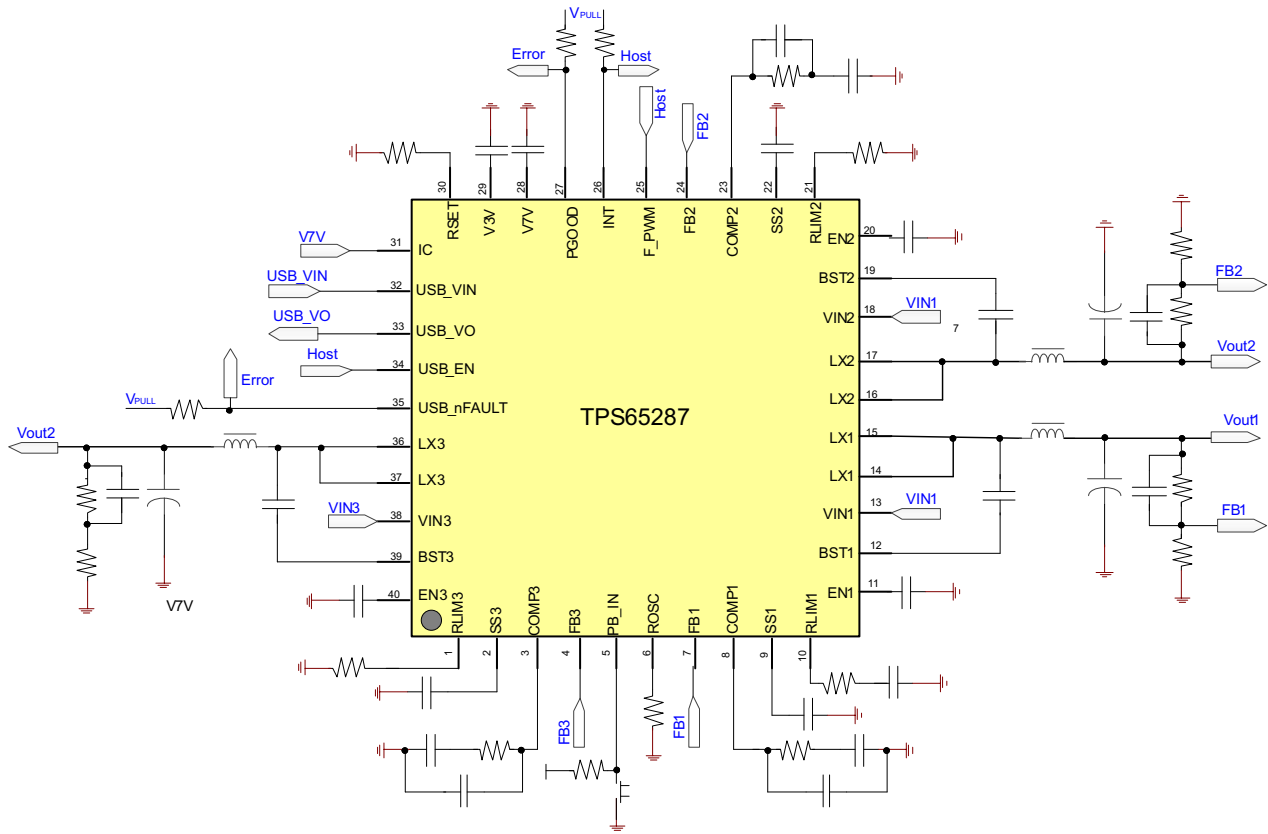 VPULL
Error
Host
Host
FB2
30
29
28
27
26
25
24
23
22
21
RSET
V3V
V7V
PGOOD
INT
F_PWM
FB2
COMP2
SS2
RLIM2
V7V
31
IC
USB_VIN
32
USB_VIN
USB_VO
33
USB_VO
Host
34
USB_EN
Error
VPULL
35
USB_nFAULT
Vout2
36
LX3
37
LX3
VIN3
38
VIN3
39
BST3
40
EN3
V7V
TPS65287
EN2
20
BST2
19
VIN2
18
VIN1
7
LX2
17
LX2
16
FB2
Vout2
LX1
15
LX1
14
Vout1
VIN1
13
VIN1
FB1
BST1
12
EN1
11
RLIM3
SS3
COMP3
FB3
PB_IN
ROSC
FB1
COMP1
SS1
RLIM1
1
2
3
4
5
6
7
8
9
10
FB3
FB1